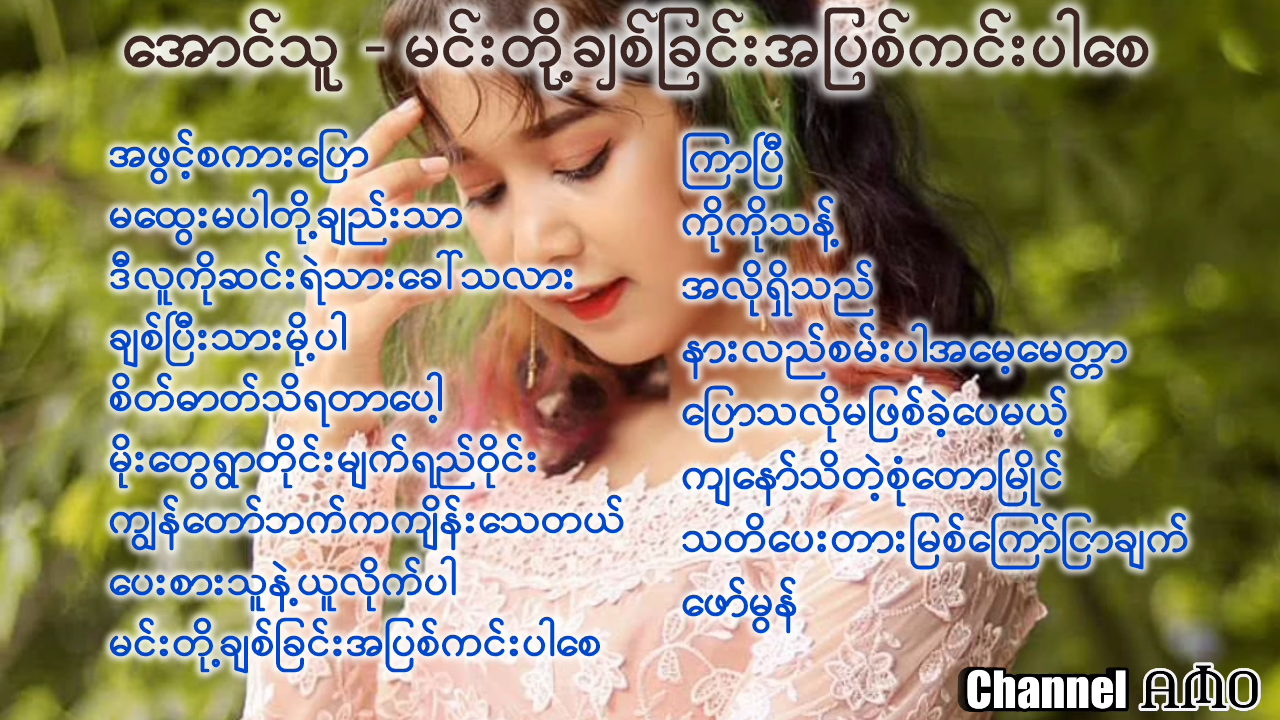 အောင်သူ - မင်းတို့ချစ်ခြင်းအပြစ်ကင်းပါစေ
အဖွင့်စကားပြော
မထွေးမပါတို့ချည်းသာ
ဒီလူကိုဆင်းရဲသားခေါ်သလား
ချစ်ပြီးသားမို့ပါ
စိတ်ဓာတ်သိရတာပေါ့
မိုးတွေရွာတိုင်းမျက်ရည်ဝိုင်း
ကျွန်တော်ဘက်ကကျိန်းသေတယ်
ပေးစားသူနဲ့ယူလိုက်ပါ
မင်းတို့ချစ်ခြင်းအပြစ်ကင်းပါစေ
ကြာပြီ
ကိုကိုသန့်
အလိုရှိသည်
နားလည်စမ်းပါအမေ့မေတ္တာ
ပြောသလိုမဖြစ်ခဲ့ပေမယ့်
ကျနော်သိတဲ့စုံတောမြိုင်
သတိပေးတားမြစ်ကြော်ငြာချက်
ဖော်မွန်
Channel AMO